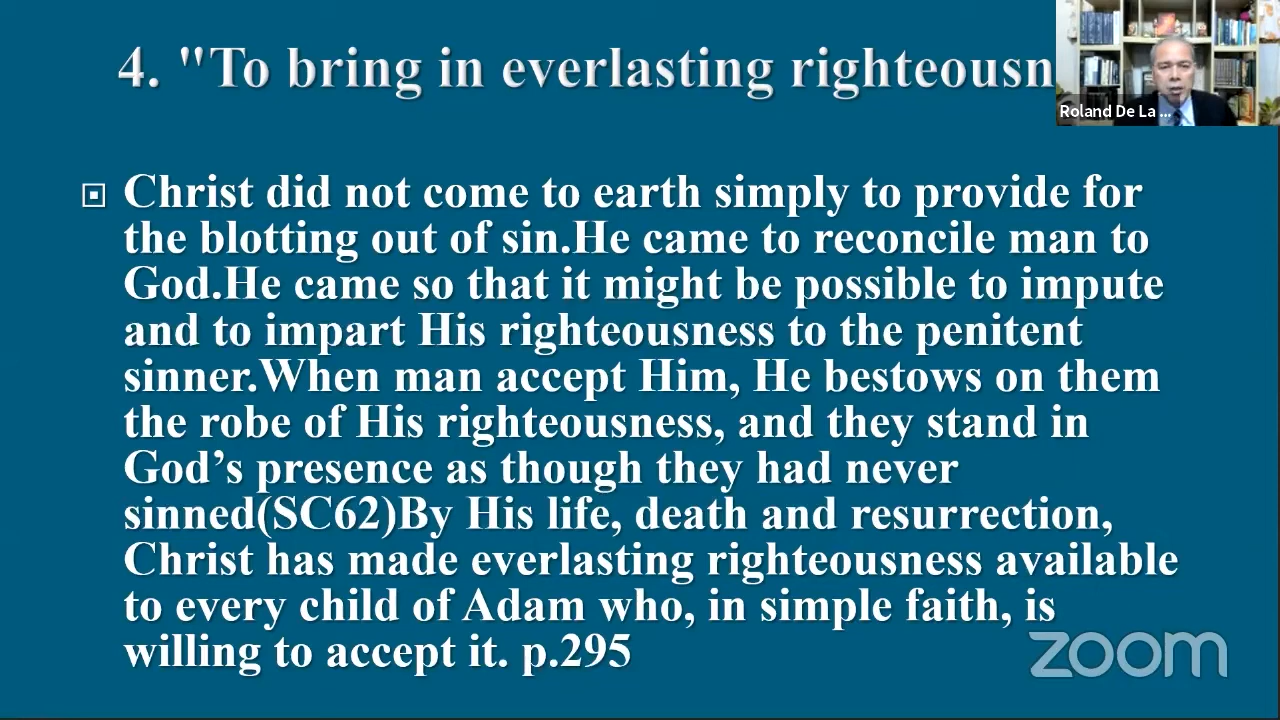 4. "To bring in everlasting righteousn
Roland De La ...
Christ did not come to earth simply to provide for
the blotting out of sin.He came to reconcile man to
God.He came so that it might be possible to impute
and to impart His righteousness to the penitent
sinner.When man accept Him, He bestows on them
the robe of His righteousness, and they stand in
God’s presence as though they had never
sinned(SC62)By His life, death and resurrection,
Christ has made everlasting righteousness available
to every child of Adam who, in simple faith, is
willing to accept it. p.295
zoom